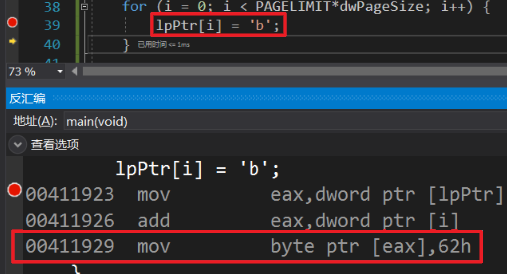 38 for (i = 0; i < PAGELIMIT*dwPageSize; i++) {
39 lpPtr[i] = 'b';
40 } 已用时间 <= 1ms
41
73 %
反汇编
地址(A): main(void)
查看选项
lpPtr[i] = 'b';
00411923 mov eax,dword ptr [lpPtr]
00411926 add eax,dword ptr [i]
00411929 mov byte ptr [eax],62h
}